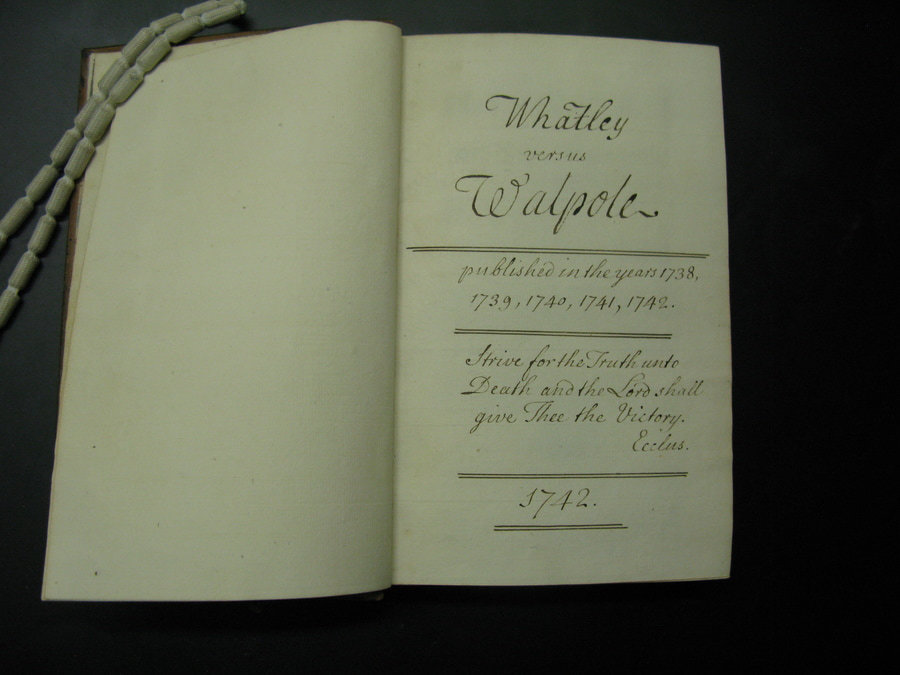 Whatley
versus
Walpole
published in the years 1738,
1739, 1740, 1741, 1742.
Strive for the Truth unto
Death and the Lord shall
give Thee the Victory.
Ecclus.
1742.